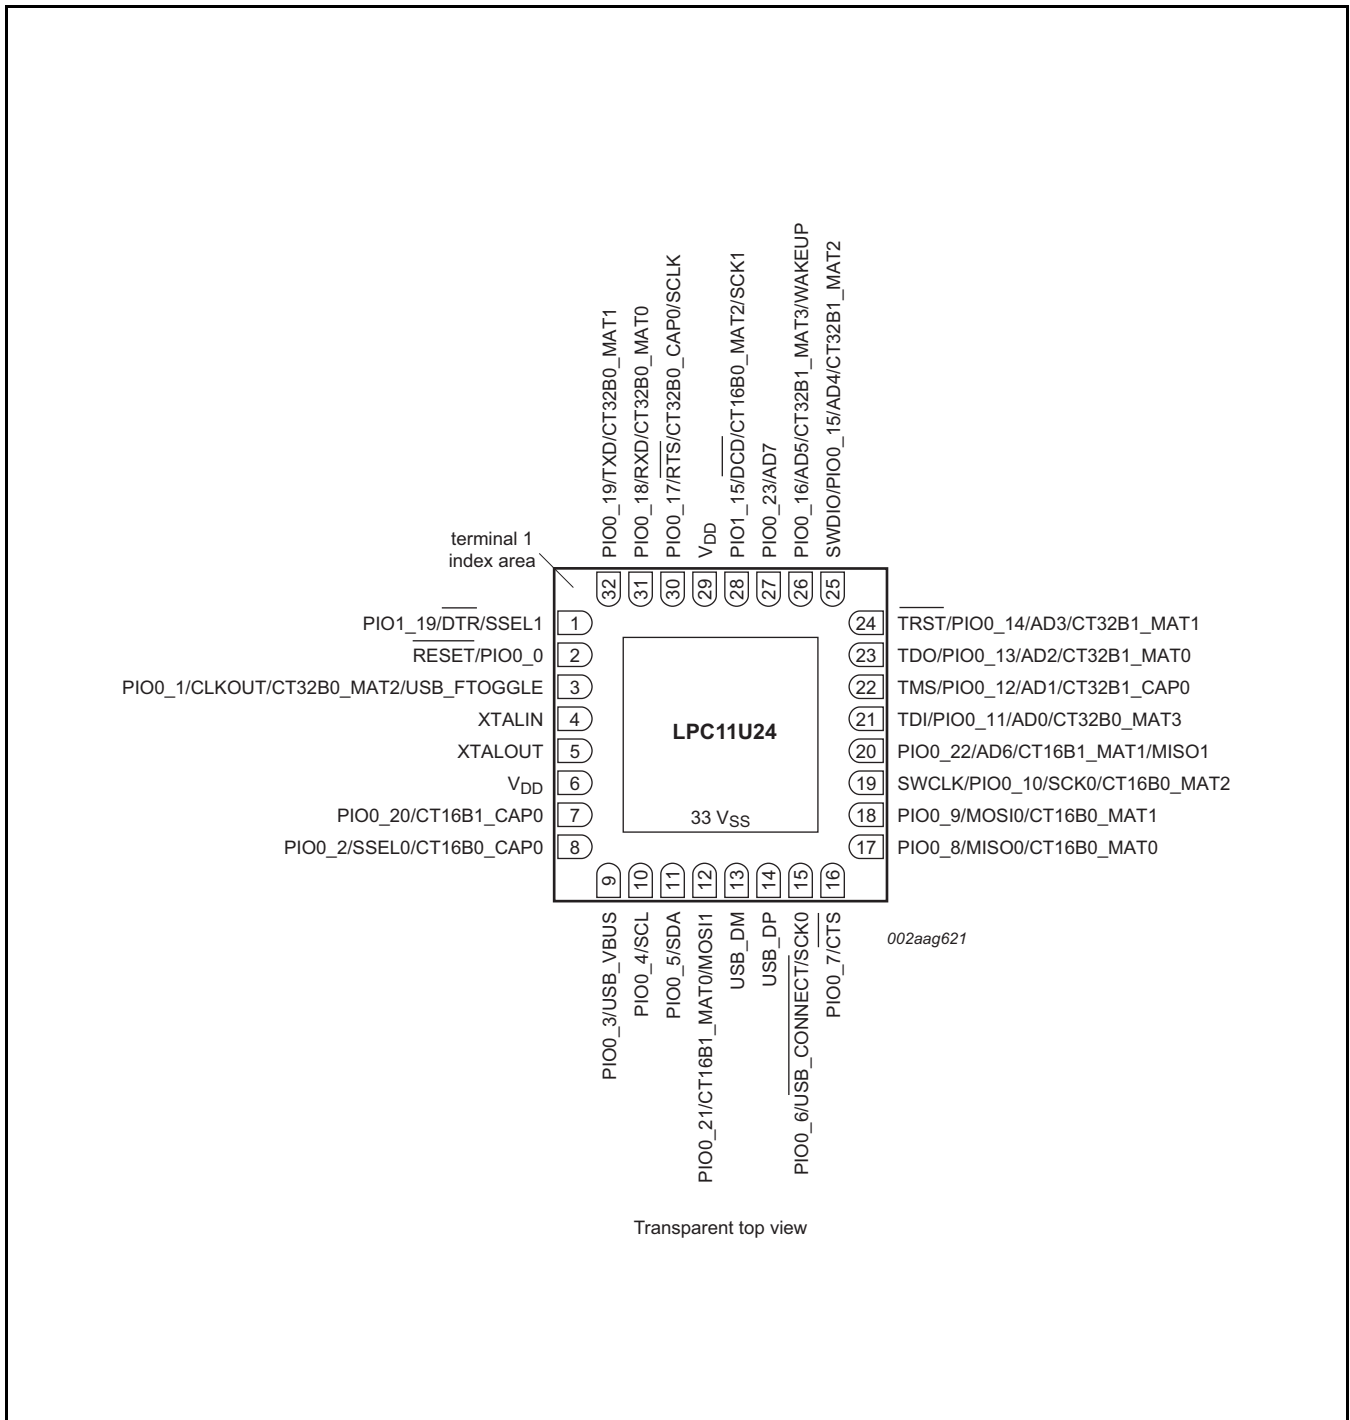 PIO0_19/TXD/CT32B0_MAT1
PIO0_18/RXD/CT32B0_MAT0
PIO0_17/RTS/CT32B0_CAP0/SCLK
VDD
PIO1_15/DCD/CT16B0_MAT2/SCK1
PIO0_23/AD7
PIO0_16/AD5/CT32B1_MAT3/WAKEUP
SWDIO/PIO0_15/AD4/CT32B1_MAT2
terminal 1
index area
32 31 30 29 28 27 26 25
PIO1_19/DTR/SSEL1 1
24 TRST/PIO0_14/AD3/CT32B1_MAT1
RESET/PIO0_0 2
23 TDO/PIO0_13/AD2/CT32B1_MAT0
PIO0_1/CLKOUT/CT32B0_MAT2/USB_FTOGGLE 3
22 TMS/PIO0_12/AD1/CT32B1_CAP0
XTALIN 4
21 TDI/PIO0_11/AD0/CT32B0_MAT3
LPC11U24
XTALOUT 5
20 PIO0_22/AD6/CT16B1_MAT1/MISO1
VDD 6
19 SWCLK/PIO0_10/SCK0/CT16B0_MAT2
PIO0_20/CT16B1_CAP0 7
33 VSS
18 PIO0_9/MOSI0/CT16B0_MAT1
PIO0_2/SSEL0/CT16B0_CAP0 8
17 PIO0_8/MISO0/CT16B0_MAT0
9 10 11 12 13 14 15 16
PIO0_3/USB_VBUS
PIO0_4/SCL
PIO0_5/SDA
PIO0_21/CT16B1_MAT0/MOSI1
USB_DM
USB_DP
PIO0_6/USB_CONNECT/SCK0
PIO0_7/CTS
002aag621
Transparent top view